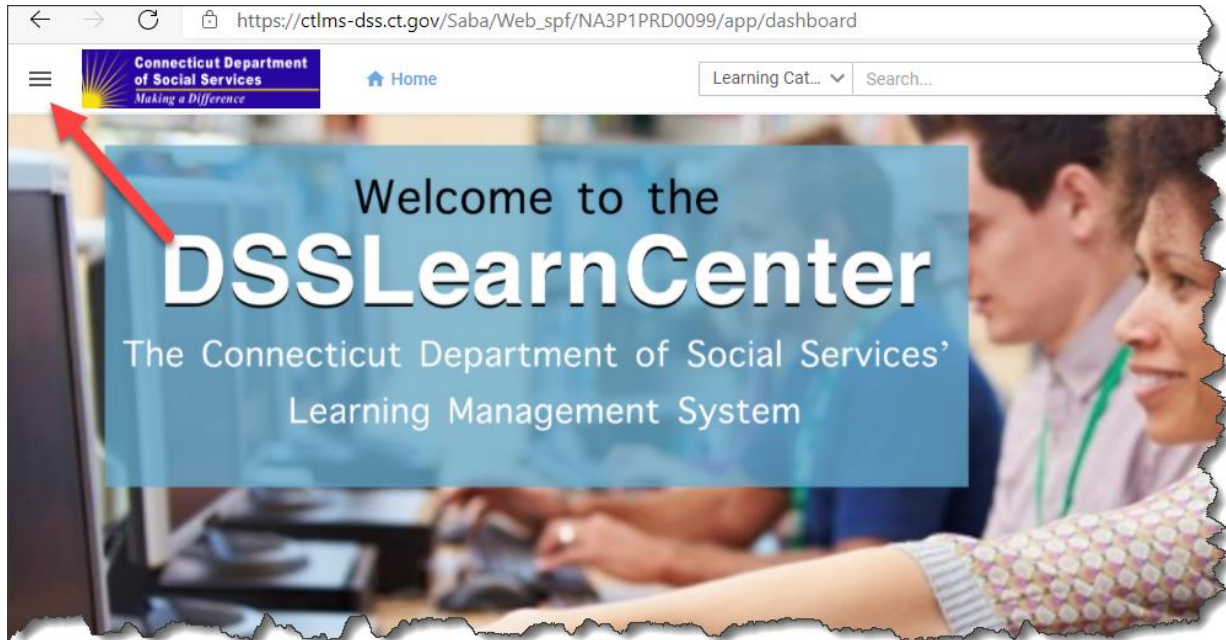 https://ctlms-dss.ct.gov/Saba/Web_spf/NA3P1PRD0099/app/dashboard
Connecticut Department
of Social Services
Making a Difference
Home
Learning Cat...
Search...
Welcome to the
DSSLearnCenter
The Connecticut Department of Social Services’
Learning Management System